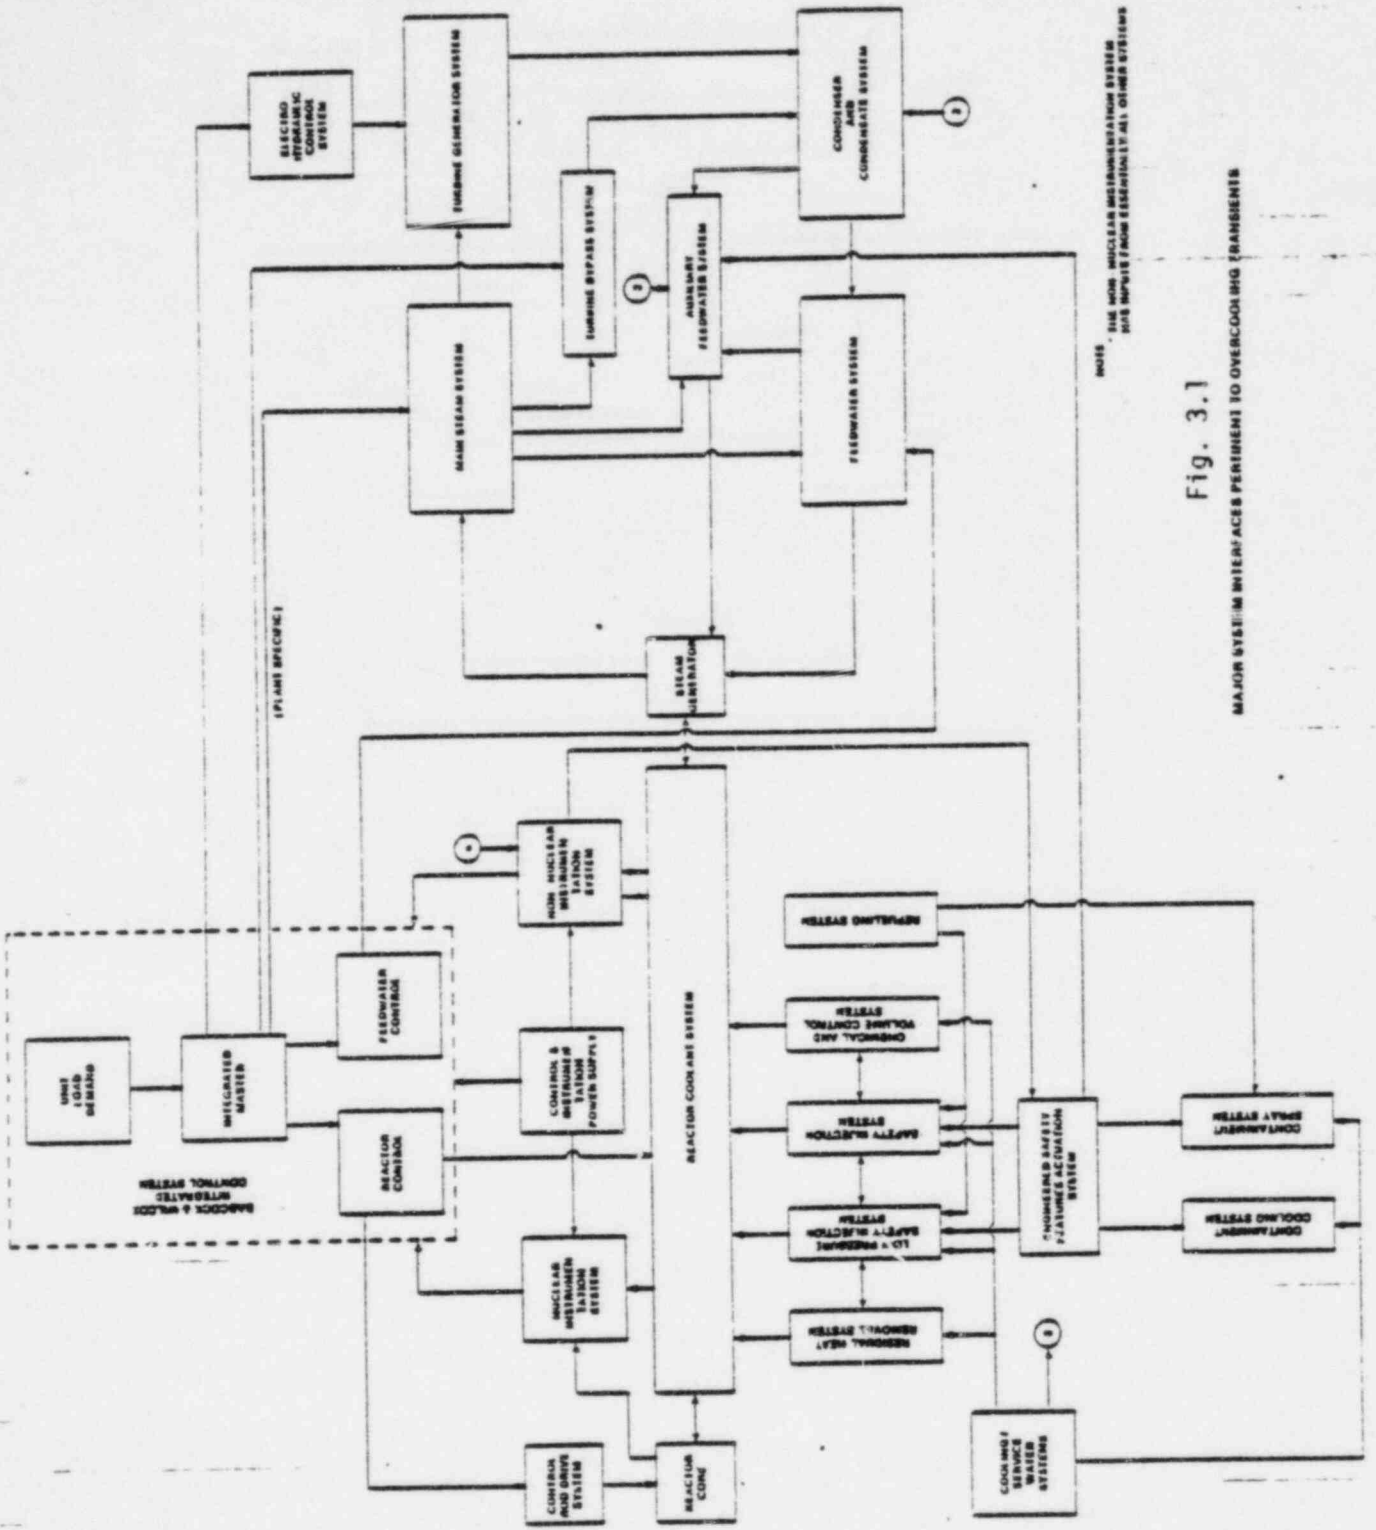 UNIT
LOAD
DEMAND
INTEGRATED
MASTER
BABCOCK & WILCOX
INTEGRATED
CONTROL SYSTEM
REACTOR
CONTROL
FEEDWATER
CONTROL
(PLANT SPECIFIC)
ELECTRO
HYDRAULIC
CONTROL
SYSTEM
TURBINE GENERATOR SYSTEM
MAIN STEAM SYSTEM
TURBINE BYPASS SYSTEM
AUXILIARY
FEEDWATER SYSTEM
CONDENSER
AND
CONDENSATE SYSTEM
FEEDWATER SYSTEM
STEAM
GENERATOR
NON NUCLEAR
INSTRUMEN
TATION
SYSTEM
CONTROL &
INSTRUMEN
TATION
POWER SUPPLY
NUCLEAR
INSTRUMEN
TATION
SYSTEM
CONTROL
ROD DRIVE
SYSTEM
REACTOR
CORE
REACTOR COOLANT SYSTEM
REFUELING SYSTEM
CHEMICAL AND
VOLUME CONTROL
SYSTEM
SAFETY INJECTION
SYSTEM
LOW PRESSURE
SAFETY INJECTION
SYSTEM
RESIDUAL HEAT
REMOVAL SYSTEM
ENGINEERED SAFETY
FEATURES ACTUATION
SYSTEM
CONTAINMENT
SPRAY SYSTEM
CONTAINMENT
COOLING SYSTEM
COOLING/
SERVICE
WATER
SYSTEMS
NOTE
THE NON NUCLEAR INSTRUMENTATION SYSTEM
HAS INPUTS FROM ESSENTIALLY ALL OTHER SYSTEMS
Fig. 3.1
MAJOR SYSTEM INTERFACES PERTINENT TO OVERCOOLING TRANSIENTS